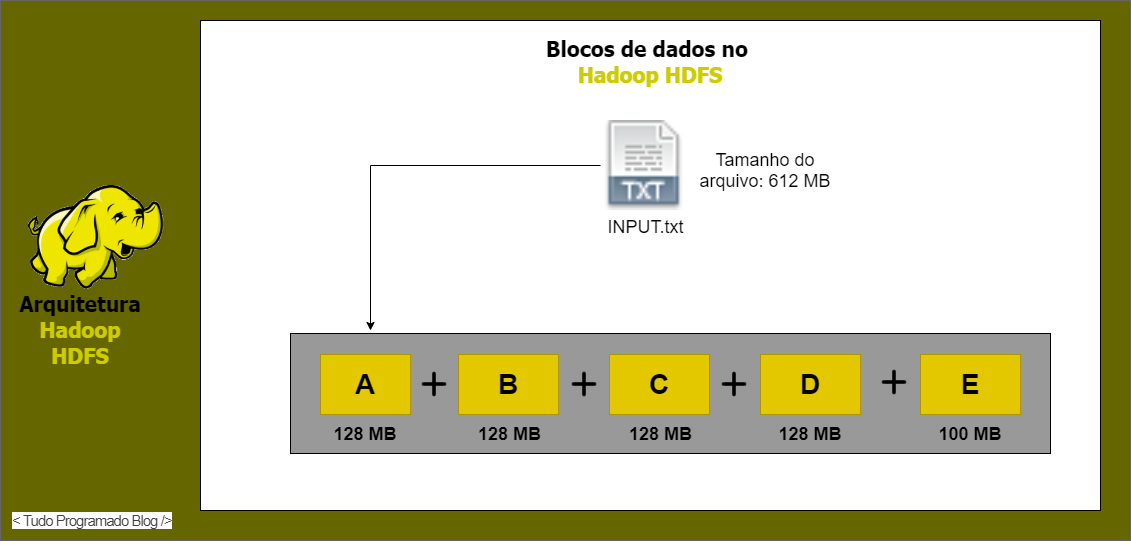 Blocos de dados no
Hadoop HDFS
TXT
Tamanho do
arquivo: 612 MB
INPUT.txt
Arquitetura
Hadoop
HDFS
A + B + C + D + E
128 MB 128 MB 128 MB 128 MB 100 MB
< Tudo Programado Blog />